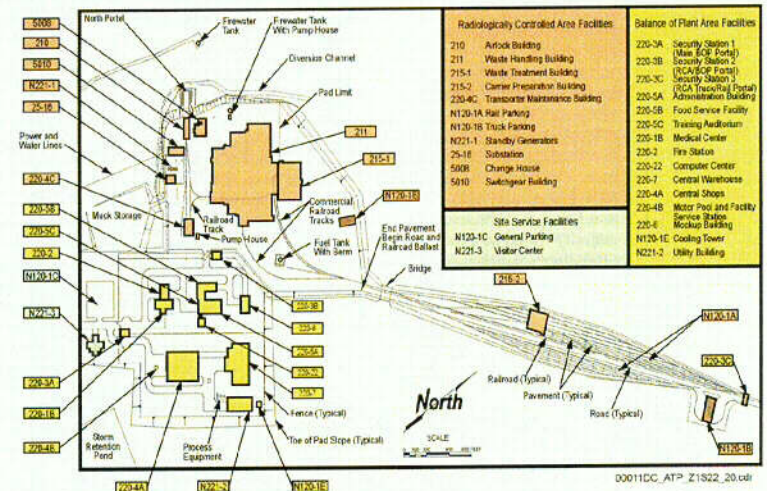 500B
210
5010
N221-1
25-16
Power and
Water Lines
220-4C
220-5B
220-5C
220-2
N120-1C
N221-3
220-3A
220-1B
220-4B
North Portal
Firewater
Tank
Firewater Tank
With Pump House
Diversion Channel
Pad Limit
211
215-1
N120-1B
Muck Storage
Railroad
Track
Commercial
Railroad
Tracks
Pump House
Fuel Tank
With Berm
End Pavement
Begin Road and
Railroad Ballast
Bridge
220-3B
220-6
220-5A
220-22
220-7
Fence (Typical)
Toe of Pad Slope (Typical)
Storm
Retention
Pond
Process
Equipment
220-4A
N221-2
N120-1E
Radiologically Controlled Area Facilities
210 Airlock Building
211 Waste Handling Building
215-1 Waste Treatment Building
215-2 Carrier Preparation Building
220-4C Transporter Maintenance Building
N120-1A Rail Parking
N120-1B Truck Parking
N221-1 Standby Generators
25-16 Substation
500B Change House
5010 Switchgear Building
Site Service Facilities
N120-1C General Parking
N221-3 Visitor Center
Balance of Plant Area Facilities
220-3A Security Station 1
(Main BOP Portal)
220-3B Security Station 2
(RCA/BOP Portal)
220-3C Security Station 3
(RCA Truck/Rail Portal)
220-5A Administration Building
220-5B Food Service Facility
220-5C Training Auditorium
220-1B Medical Center
220-2 Fire Station
220-22 Computer Center
220-7 Central Warehouse
220-4A Central Shops
220-4B Motor Pool and Facility
Service Station
220-6 Mockup Building
N120-1E Cooling Tower
N221-2 Utility Building
215-2
N120-1A
220-3C
Railroad (Typical)
Pavement (Typical)
Road (Typical)
N120-1B
North
SCALE
00011DC_ATP_Z1S22_20.cdr